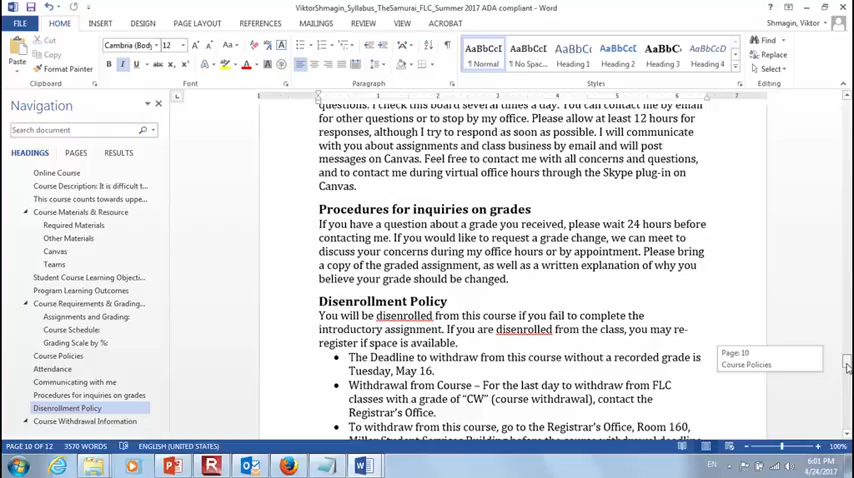 ViktorShmagin_Syllabus_TheSamurai_FLC_Summer 2017 ADA compliant - Word
FILE HOME INSERT DESIGN PAGE LAYOUT REFERENCES MAILINGS REVIEW VIEW ACROBAT
Shmagin, Viktor
Cut
Copy
Format Painter
Paste
Cambria (Body) 12
AaBbCcI AaBbCcI AaBbCcI AaBbCcI AaBbC AaBbCcD
¶ Normal ¶ No Spac... Heading 1 Heading 2 Heading 3 Heading 4
Find
Replace
Select
Clipboard Font Paragraph Styles Editing
Navigation
Search document
HEADINGS PAGES RESULTS
Online Course
Course Description: It is difficult t...
This course counts towards uppe...
Course Materials & Resource
Required Materials
Other Materials
Canvas
Teams
Student Course Learning Objecti...
Program Learning Outcomes
Course Requirements & Grading...
Assignments and Grading:
Course Schedule:
Grading Scale by %:
Course Policies
Attendance
Communicating with me
Procedures for inquiries on grades
Disenrollment Policy
Course Withdrawal Information
questions. I check this board several times a day. You can contact me by email
for other questions or to stop by my office. Please allow at least 12 hours for
responses, although I try to respond as soon as possible. I will communicate
with you about assignments and class business by email and will post
messages on Canvas. Feel free to contact me with all concerns and questions,
and to contact me during virtual office hours through the Skype plug-in on
Canvas.
Procedures for inquiries on grades
If you have a question about a grade you received, please wait 24 hours before
contacting me. If you would like to request a grade change, we can meet to
discuss your concerns during my office hours or by appointment. Please bring
a copy of the graded assignment, as well as a written explanation of why you
believe your grade should be changed.
Disenrollment Policy
You will be disenrolled from this course if you fail to complete the
introductory assignment. If you are disenrolled from the class, you may re-
register if space is available.
• The Deadline to withdraw from this course without a recorded grade is
Tuesday, May 16.
• Withdrawal from Course – For the last day to withdraw from FLC
classes with a grade of "CW" (course withdrawal), contact the
Registrar's Office.
• To withdraw from this course, go to the Registrar's Office, Room 160,
Miller Student Services Building before the course withdrawal deadline
Page: 10
Course Policies
PAGE 10 OF 12 3570 WORDS ENGLISH (UNITED STATES)
100%
EN
6:01 PM
4/24/2017